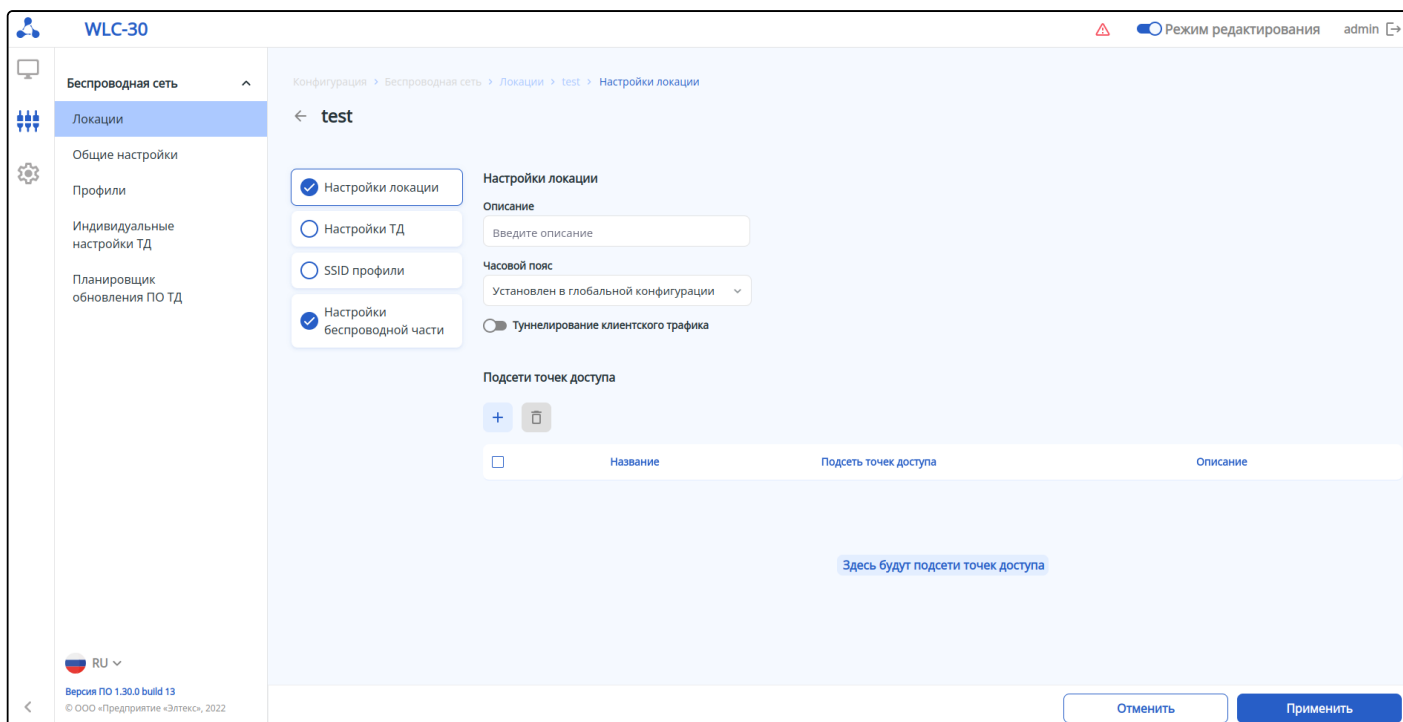 WLC-30
Режим редактирования
admin
Беспроводная сеть
Локации
Общие настройки
Профили
Индивидуальные
настройки ТД
Планировщик
обновления ПО ТД
RU
Версия ПО 1.30.0 build 13
© ООО «Предприятие «Элтекс», 2022
Конфигурация > Беспроводная сеть > Локации > test > Настройки локации
test
Настройки локации
Настройки ТД
SSID профили
Настройки
беспроводной части
Настройки локации
Описание
Введите описание
Часовой пояс
Установлен в глобальной конфигурации
Туннелирование клиентского трафика
Подсети точек доступа
Название Подсеть точек доступа Описание
Здесь будут подсети точек доступа
Отменить Применить